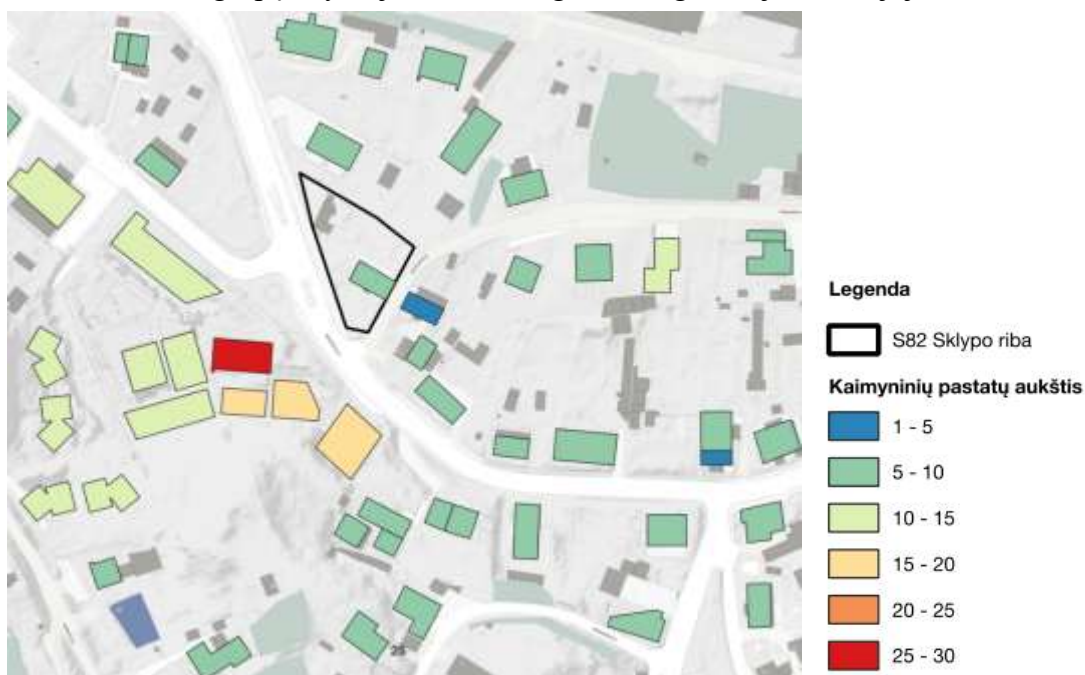 Legenda
S82 Sklypo riba
Kaimyninių pastatų aukštis
1 - 5
5 - 10
10 - 15
15 - 20
20 - 25
25 - 30